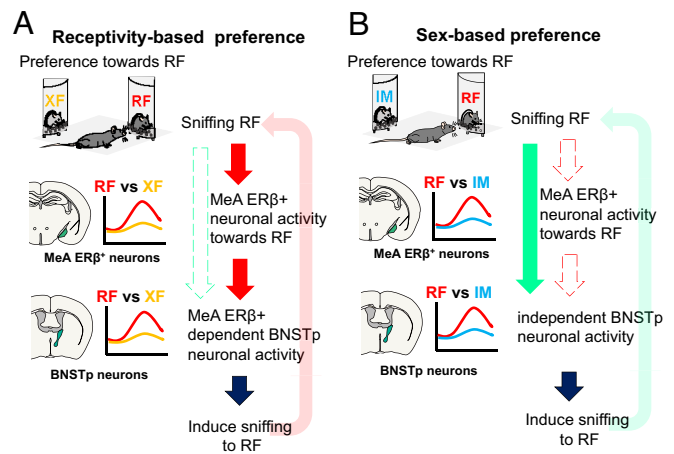 A
Receptivity-based preference
Preference towards RF
XF
RF
Sniffing RF
RF vs XF
MeA ERβ+
neuronal activity
towards RF
MeA ERβ⁺ neurons
RF vs XF
MeA ERβ+
dependent BNSTp
neuronal activity
BNSTp neurons
Induce sniffing
to RF
B
Sex-based preference
Preference towards RF
IM
RF
Sniffing RF
RF vs IM
MeA ERβ+
neuronal activity
towards RF
MeA ERβ⁺ neurons
RF vs IM
independent BNSTp
neuronal activity
BNSTp neurons
Induce sniffing
to RF